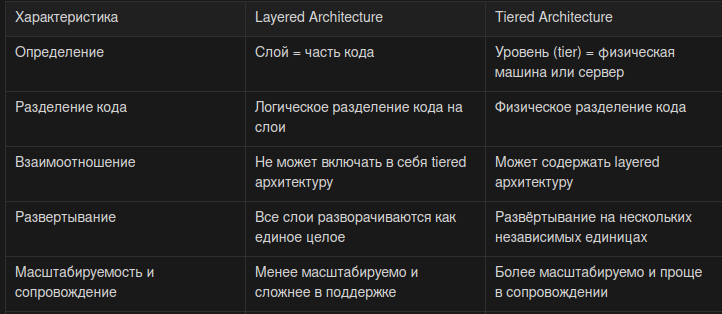 Характеристика
Layered Architecture
Tiered Architecture
Определение
Слой = часть кода
Уровень (tier) = физическая
машина или сервер
Разделение кода
Логическое разделение кода на
слои
Физическое разделение кода
Взаимоотношение
Не может включать в себя tiered
архитектуру
Может содержать layered
архитектуру
Развертывание
Все слои разворачиваются как
единое целое
Развёртывание на нескольких
независимых единицах
Масштабируемость и
сопровождение
Менее масштабируемо и
сложнее в поддержке
Более масштабируемо и проще
в сопровождении